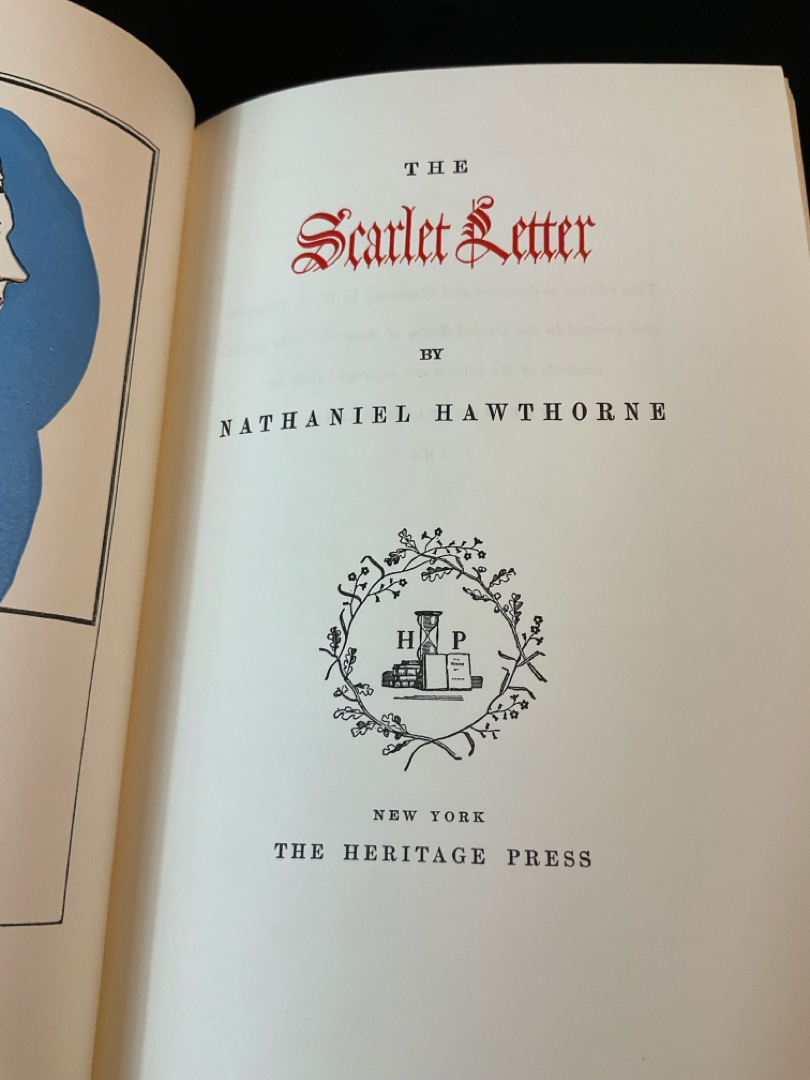 THE
Scarlet Letter
BY
NATHANIEL HAWTHORNE
H P
NEW YORK
THE HERITAGE PRESS